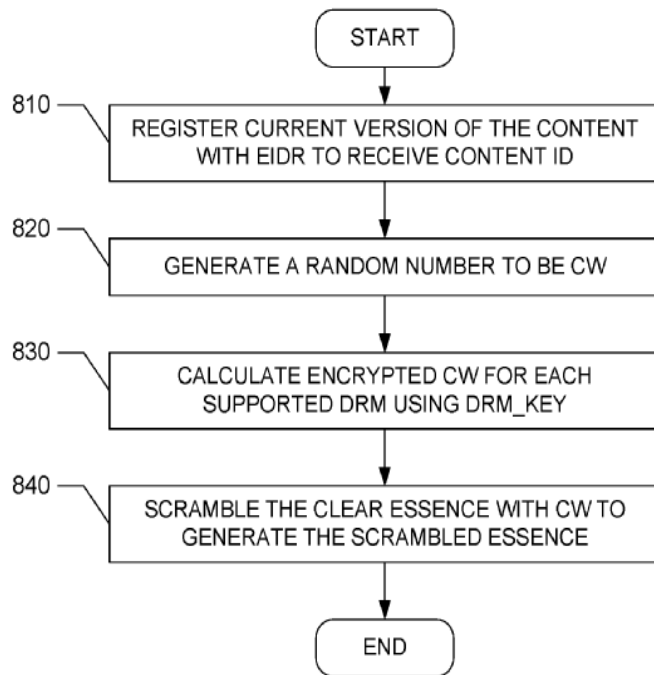 START
810
REGISTER CURRENT VERSION OF THE CONTENT
WITH EIDR TO RECEIVE CONTENT ID
820
GENERATE A RANDOM NUMBER TO BE CW
830
CALCULATE ENCRYPTED CW FOR EACH
SUPPORTED DRM USING DRM_KEY
840
SCRAMBLE THE CLEAR ESSENCE WITH CW TO
GENERATE THE SCRAMBLED ESSENCE
END